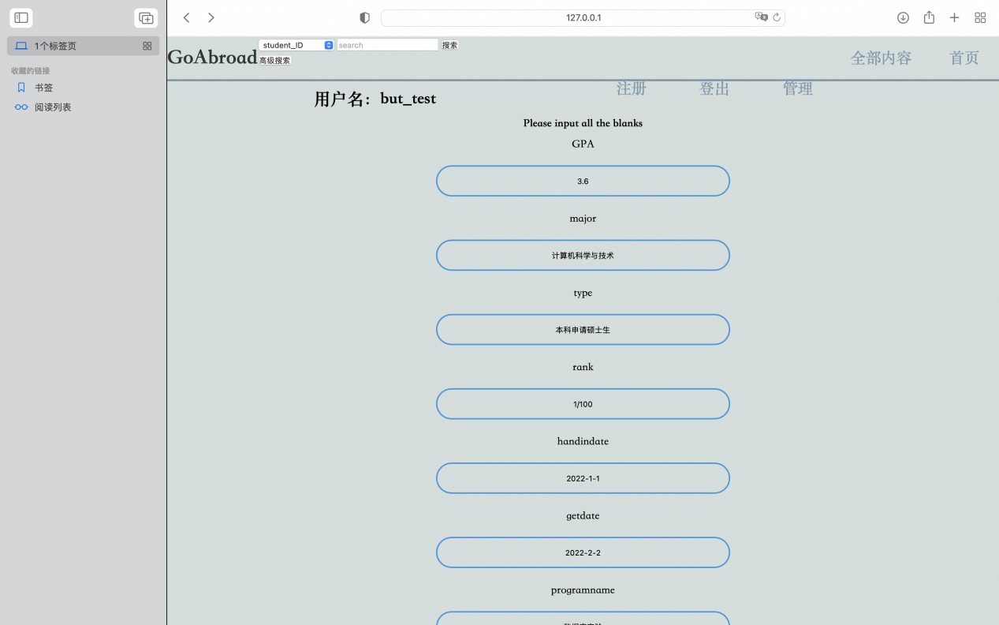 127.0.0.1
1个标签页
收藏的链接
书签
阅读列表
GoAbroad
student_ID
search
搜索
高级搜索
全部内容
首页
注册
登出
管理
用户名：but_test
Please input all the blanks
GPA
3.6
major
计算机科学与技术
type
本科申请硕士生
rank
1/100
handindate
2022-1-1
getdate
2022-2-2
programname